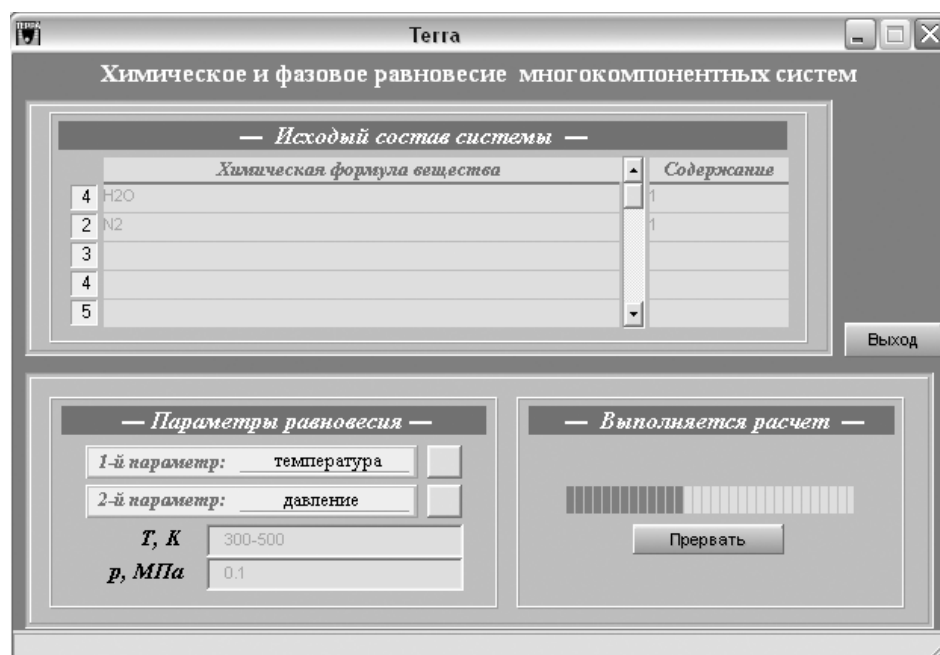 Terra
Химическое и фазовое равновесие многокомпонентных систем
— Исходый состав системы —
Химическая формула вещества Содержание
4 H2O 1
2 N2 1
3
4
5
Выход
— Параметры равновесия —
1-й параметр: температура
2-й параметр: давление
T, K 300-500
p, МПа 0.1
— Выполняется расчет —
Прервать